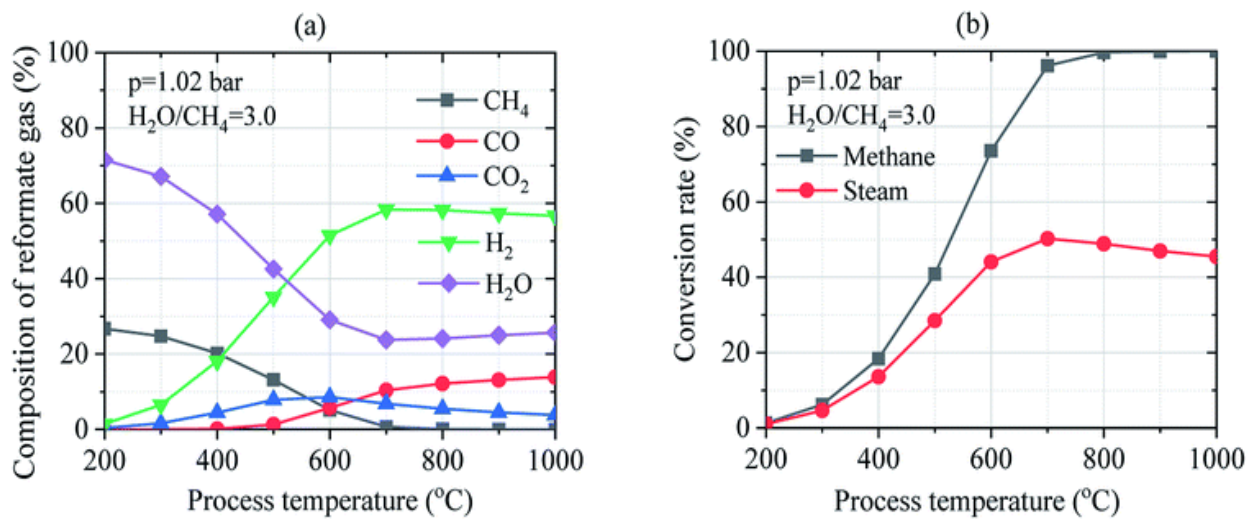 (a)
Composition of reformate gas (%)
100
80
60
40
20
0
p=1.02 bar
H₂O/CH₄=3.0
CH₄
CO
CO₂
H₂
H₂O
200 400 600 800 1000
Process temperature (°C)
(b)
Conversion rate (%)
100
80
60
40
20
0
p=1.02 bar
H₂O/CH₄=3.0
Methane
Steam
200 400 600 800 1000
Process temperature (°C)